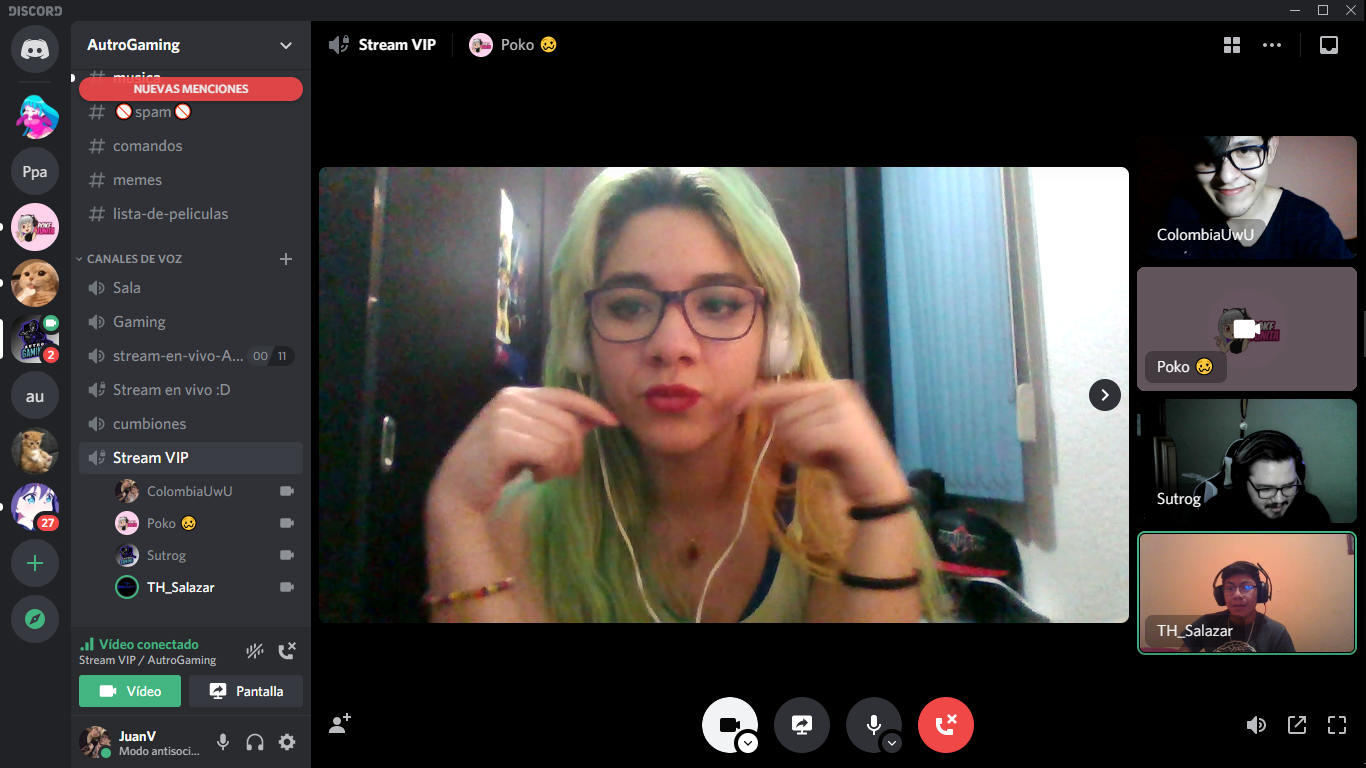 DISCORD
AutroGaming
Stream VIP
Poko 🥴
musica
NUEVAS MENCIONES
🚫 spam 🚫
comandos
memes
lista-de-peliculas
CANALES DE VOZ
Sala
Gaming
stream-en-vivo-A... 00 11
Stream en vivo :D
cumbiones
Stream VIP
ColombiaUwU
Poko 🥴
Sutrog
TH_Salazar
Vídeo conectado
Stream VIP / AutroGaming
Vídeo
Pantalla
JuanV
Modo antisoci...
Ppa
2
au
27
ColombiaUwU
Poko 🥴
Sutrog
TH_Salazar